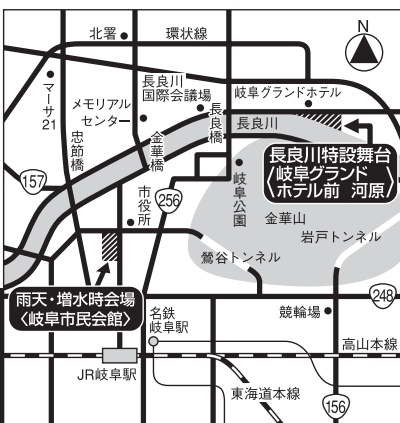 N
北署
環状線
マーサ
21
メモリアル
センター
長良川
国際会議場
岐阜グランドホテル
長良橋
長良川
忠節橋
金華橋
長良川特設舞台
〈岐阜グランド
ホテル前 河原〉
157
市役所
256
岐阜公園
金華山
岩戸トンネル
鶯谷トンネル
雨天・増水時会場
〈岐阜市民会館〉
名鉄
岐阜駅
競輪場
248
高山本線
JR岐阜駅
東海道本線
156